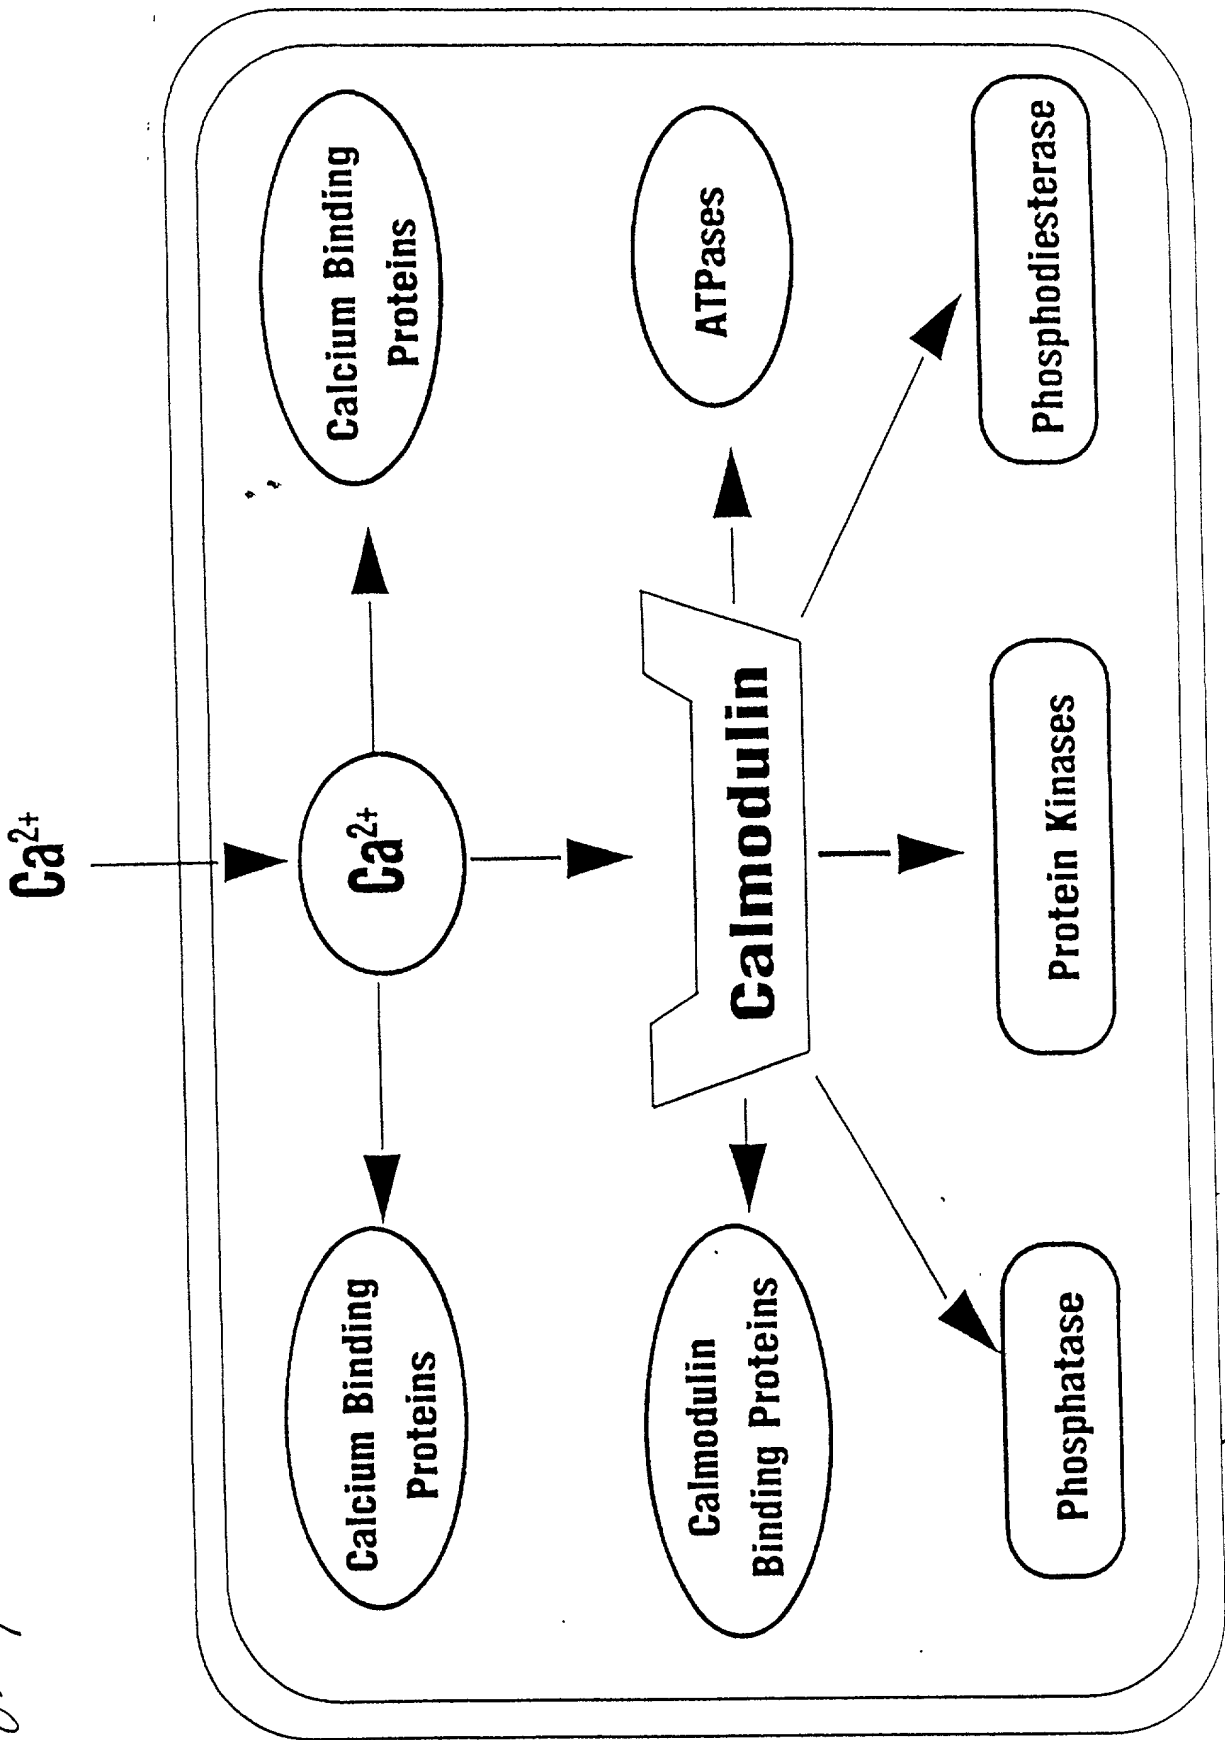 Ca²⁺
Ca²⁺
Calcium Binding
Proteins
Calcium Binding
Proteins
Calmodulin
Calmodulin
Binding Proteins
ATPases
Phosphatase
Protein Kinases
Phosphodiesterase